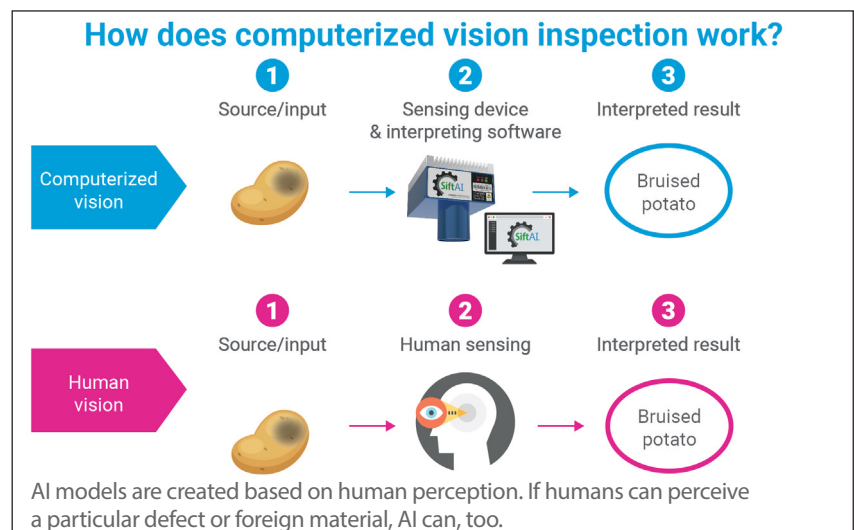 How does computerized vision inspection work?
1
2
3
Source/input
Sensing device
& interpreting software
Interpreted result
Computerized
vision
SiftAI
SiftAI
Bruised
potato
1
2
3
Source/input
Human sensing
Interpreted result
Human
vision
Bruised
potato
AI models are created based on human perception. If humans can perceive
a particular defect or foreign material, AI can, too.